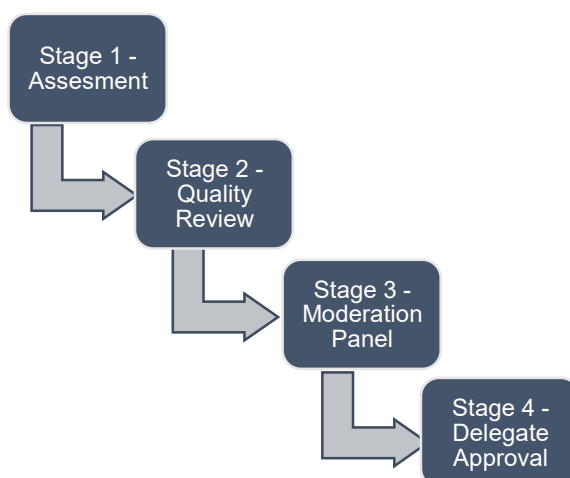 Stage 1 -
Assesment
Stage 2 -
Quality
Review
Stage 3 -
Moderation
Panel
Stage 4 -
Delegate
Approval